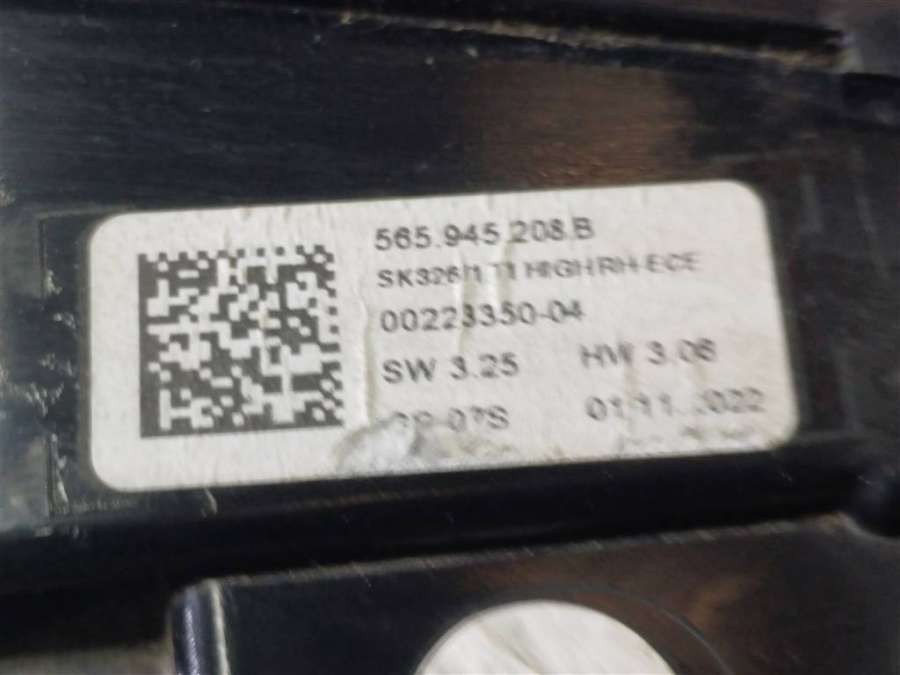 565.945.208.B
SK326/1 T1 HIGH RH ECE
00223350-04
SW 3.25 HW 3.06
07S 01.11.2022